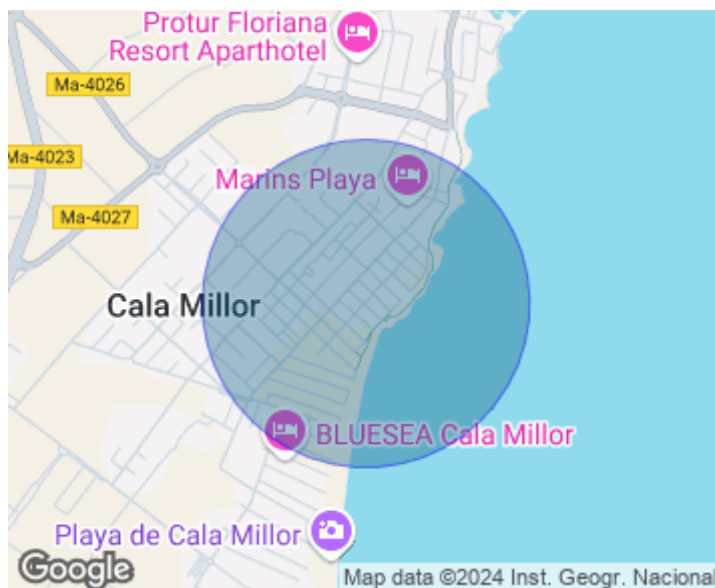 Protur Floriana
Resort Aparthotel
Ma-4026
Ma-4023
Marins Playa
Ma-4027
Cala Millor
BLUESEA Cala Millor
Playa de Cala Millor
Google
Map data ©2024 Inst. Geogr. Nacional